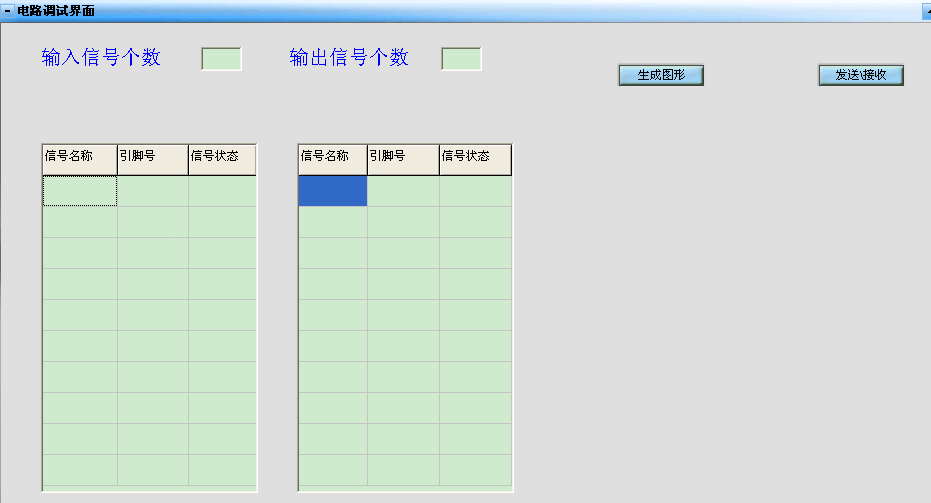 电路调试界面
输入信号个数 输出信号个数
生成图形 发送\接收
信号名称 引脚号 信号状态 信号名称 引脚号 信号状态